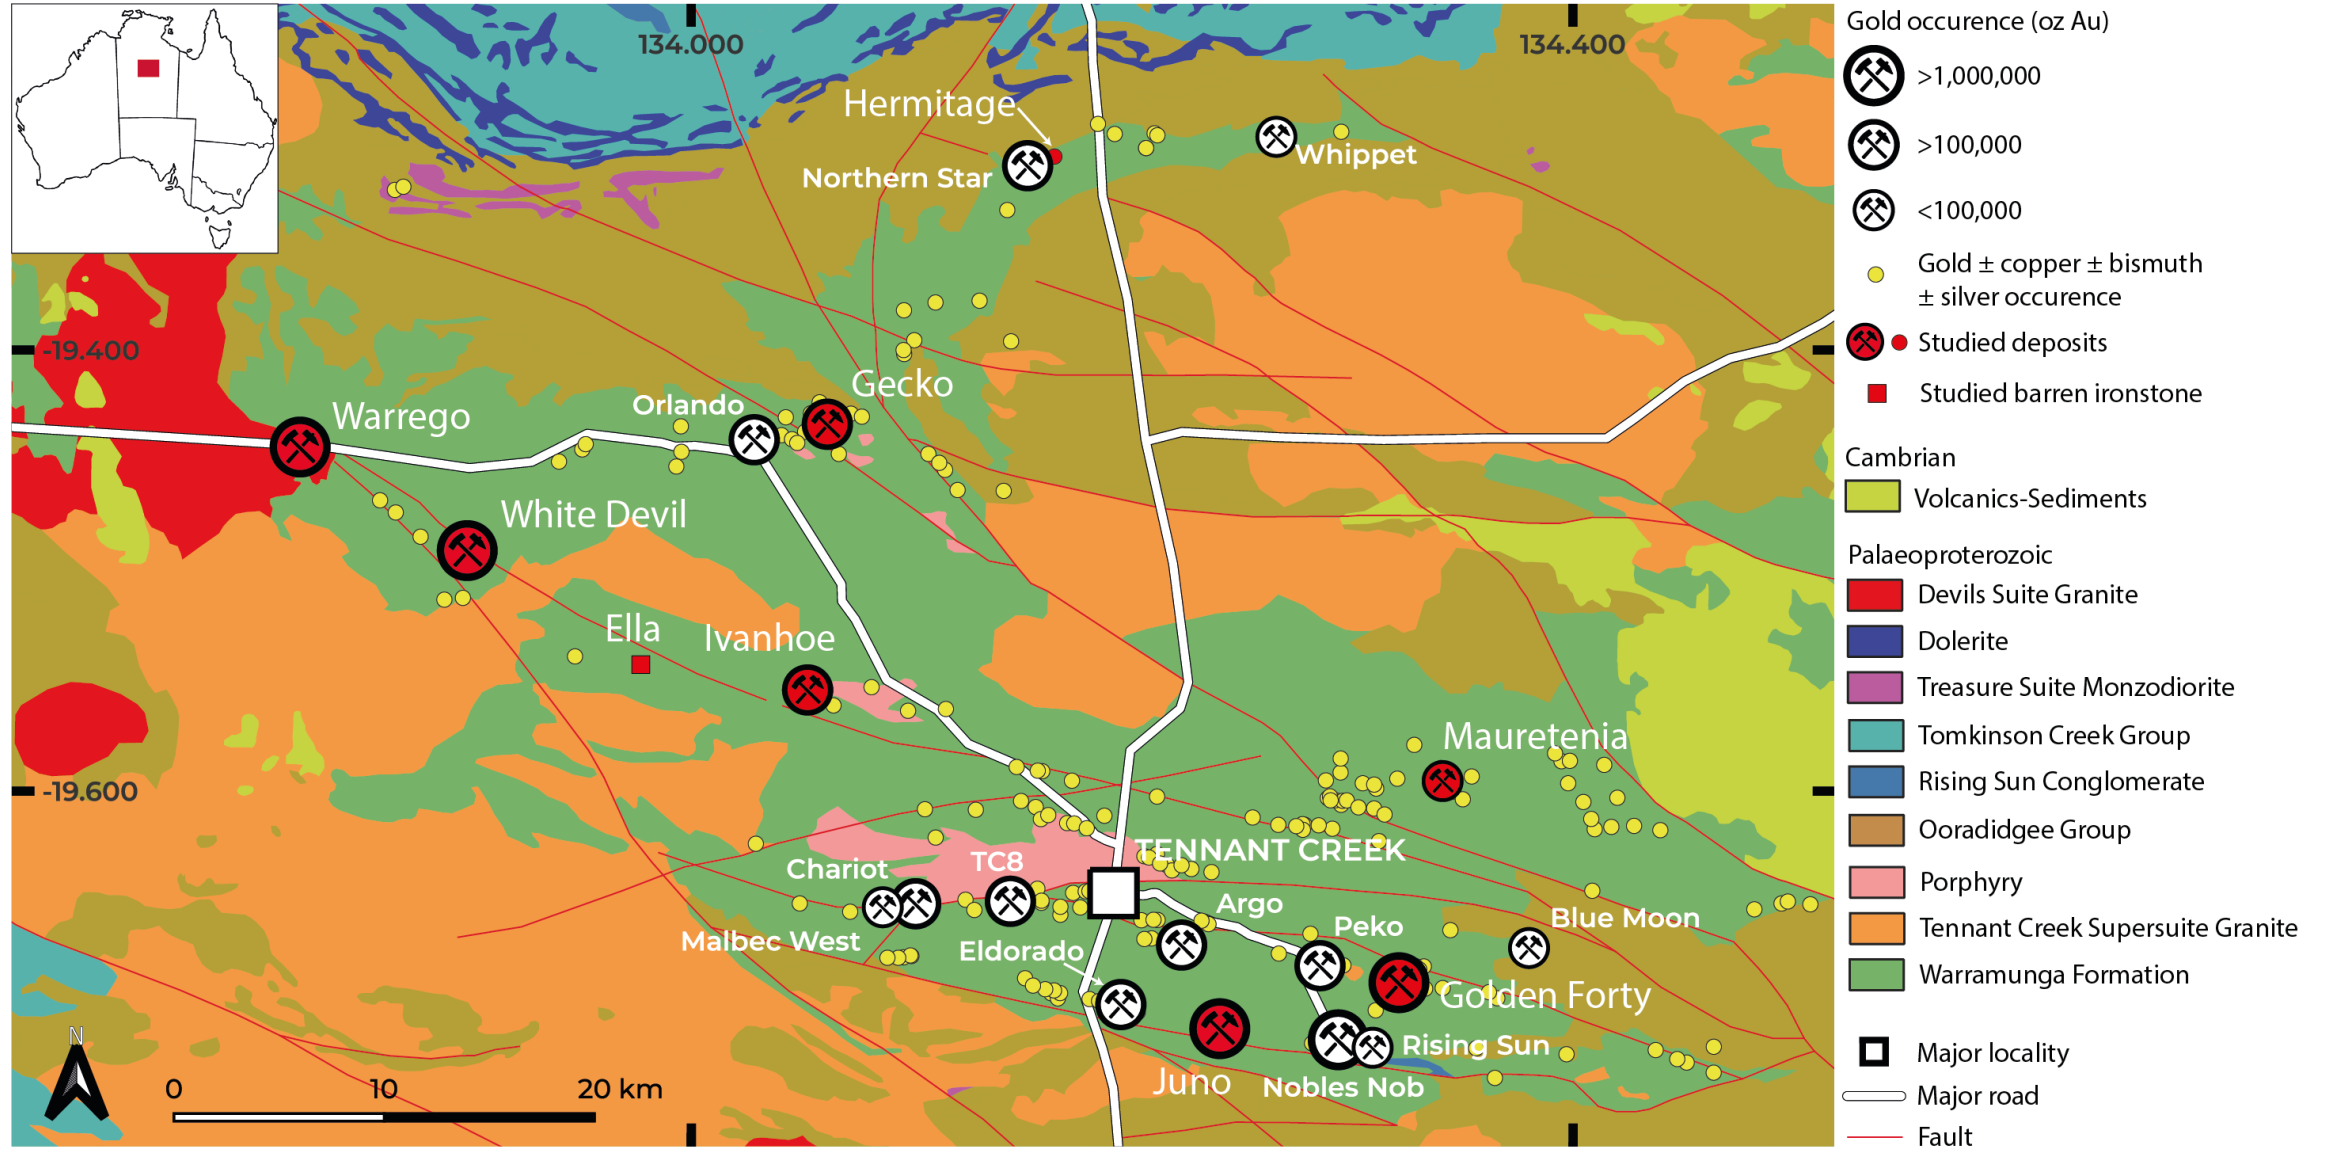 134.000
134.400
Hermitage
Northern Star
Whippet
-19.400
Gecko
Orlando
Warrego
White Devil
Ella
Ivanhoe
Mauretenia
-19.600
TENNANT CREEK
Chariot
TC8
Argo
Malbec West
Eldorado
Peko
Blue Moon
Golden Forty
Rising Sun
Juno
Nobles Nob
N
0 10 20 km
Gold occurence (oz Au)
>1,000,000
>100,000
<100,000
Gold ± copper ± bismuth
± silver occurence
Studied deposits
Studied barren ironstone
Cambrian
Volcanics-Sediments
Palaeoproterozoic
Devils Suite Granite
Dolerite
Treasure Suite Monzodiorite
Tomkinson Creek Group
Rising Sun Conglomerate
Ooradidgee Group
Porphyry
Tennant Creek Supersuite Granite
Warramunga Formation
Major locality
Major road
Fault